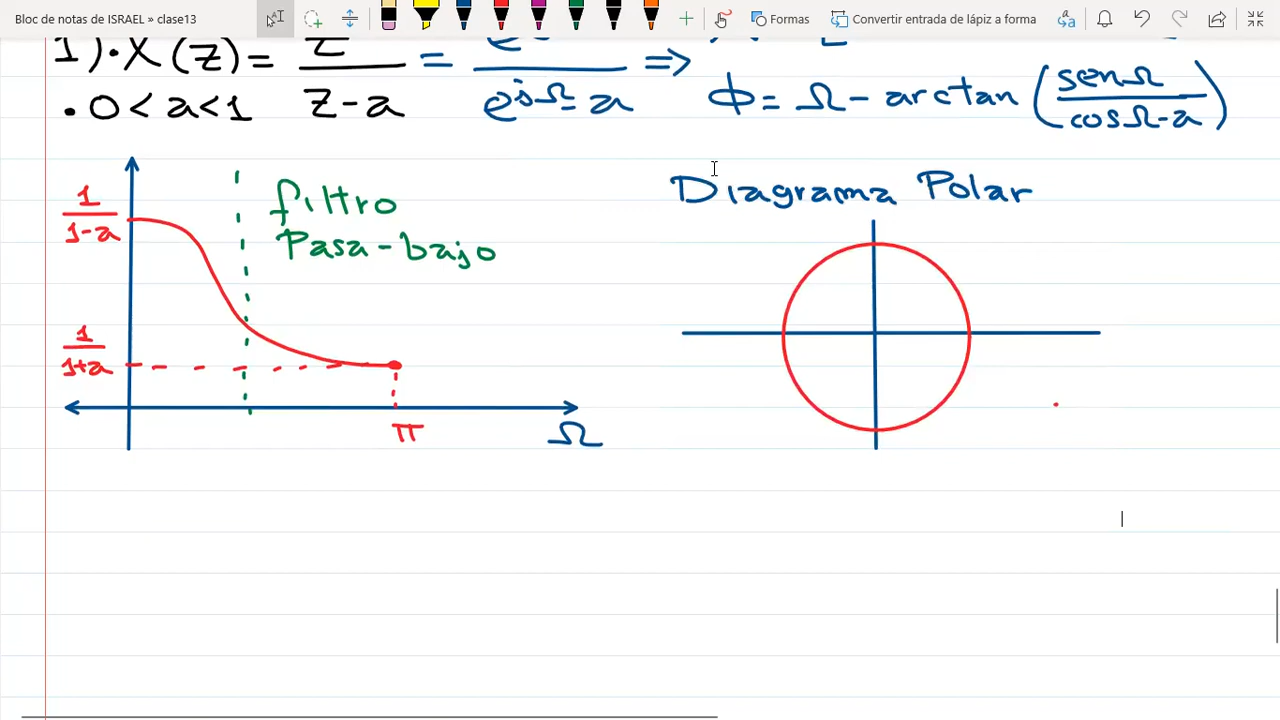 Bloc de notas de ISRAEL » clase13
Formas
Convertir entrada de lápiz a forma
1)·X(z)= z/(z-a) = /(e^jΩ-a) =>
·0<a<1
φ= Ω - arctan (senΩ/(cosΩ-a))
1/(1-a)
filtro
Pasa-bajo
1/(1+a)
π
Ω
Diagrama Polar